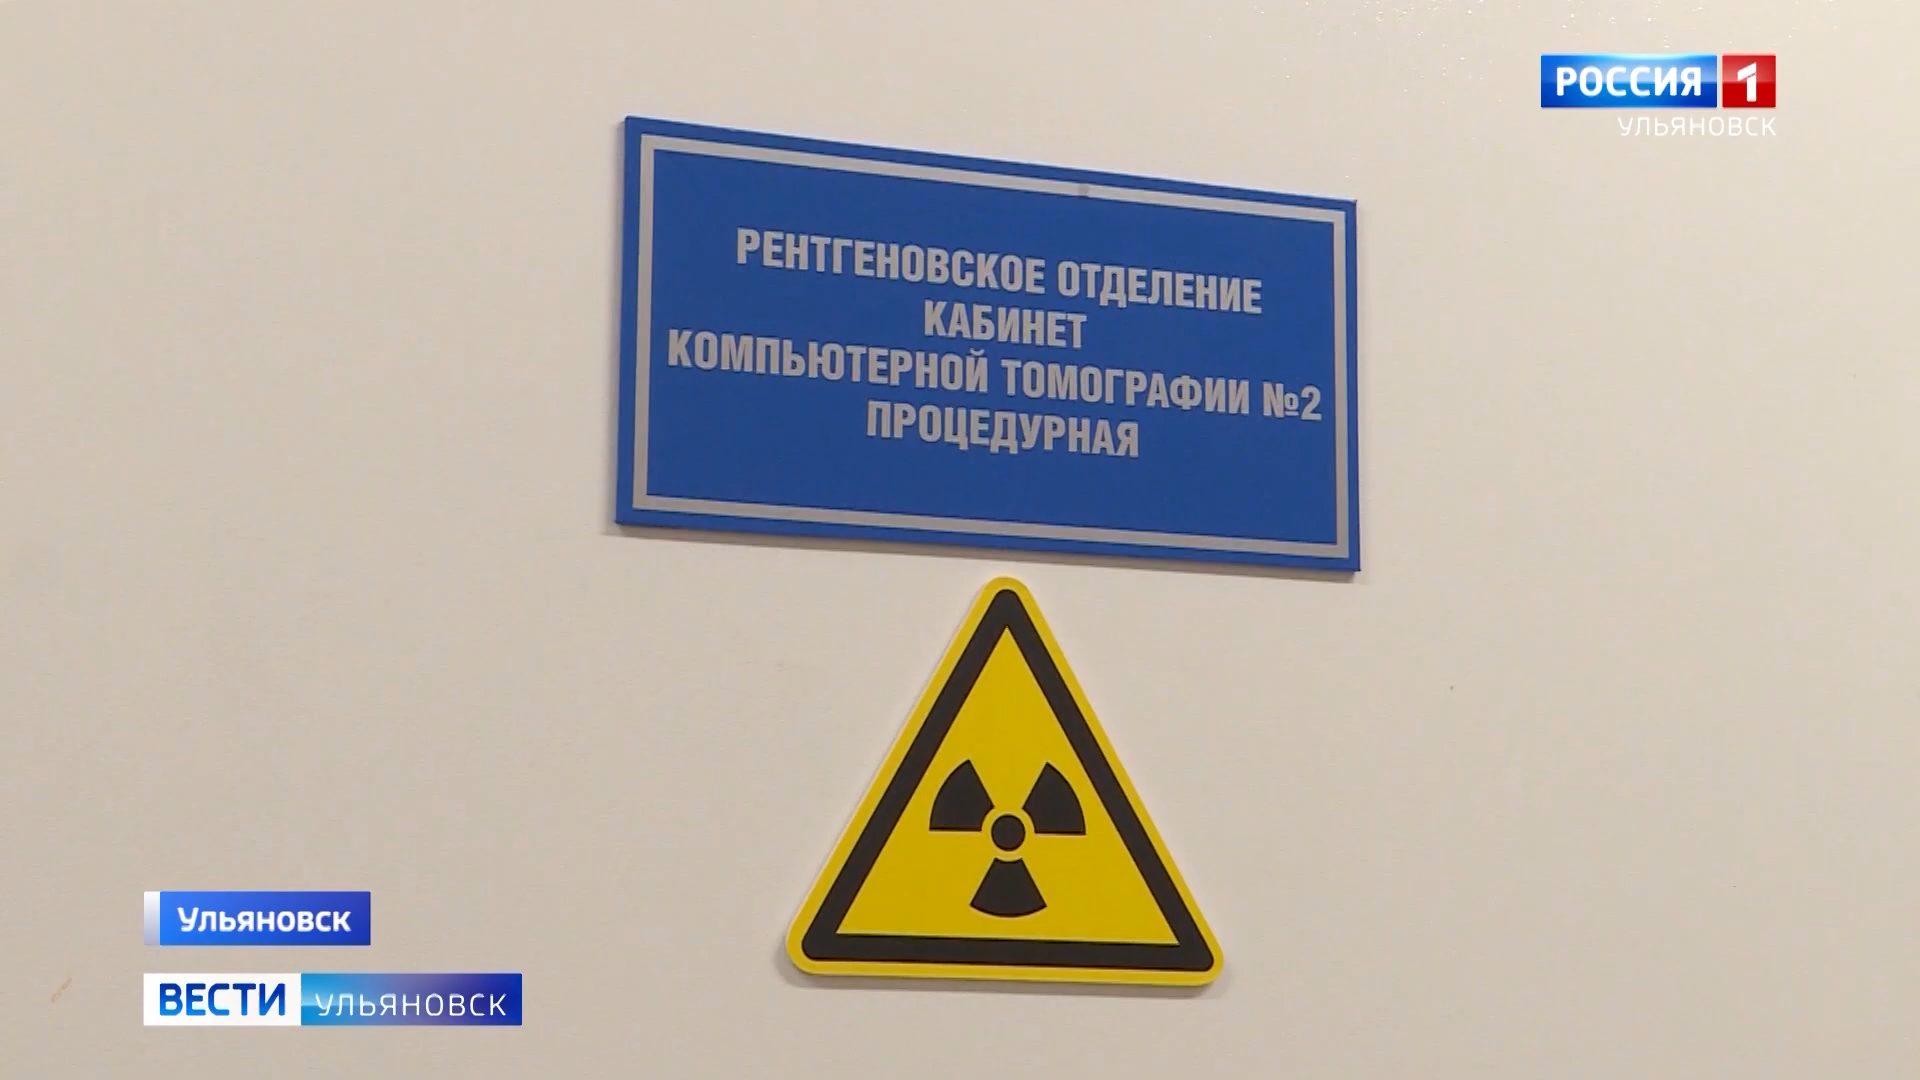 РОССИЯ 1
УЛЬЯНОВСК
РЕНТГЕНОВСКОЕ ОТДЕЛЕНИЕ
КАБИНЕТ
КОМПЬЮТЕРНОЙ ТОМОГРАФИИ №2
ПРОЦЕДУРНАЯ
Ульяновск
ВЕСТИ УЛЬЯНОВСК